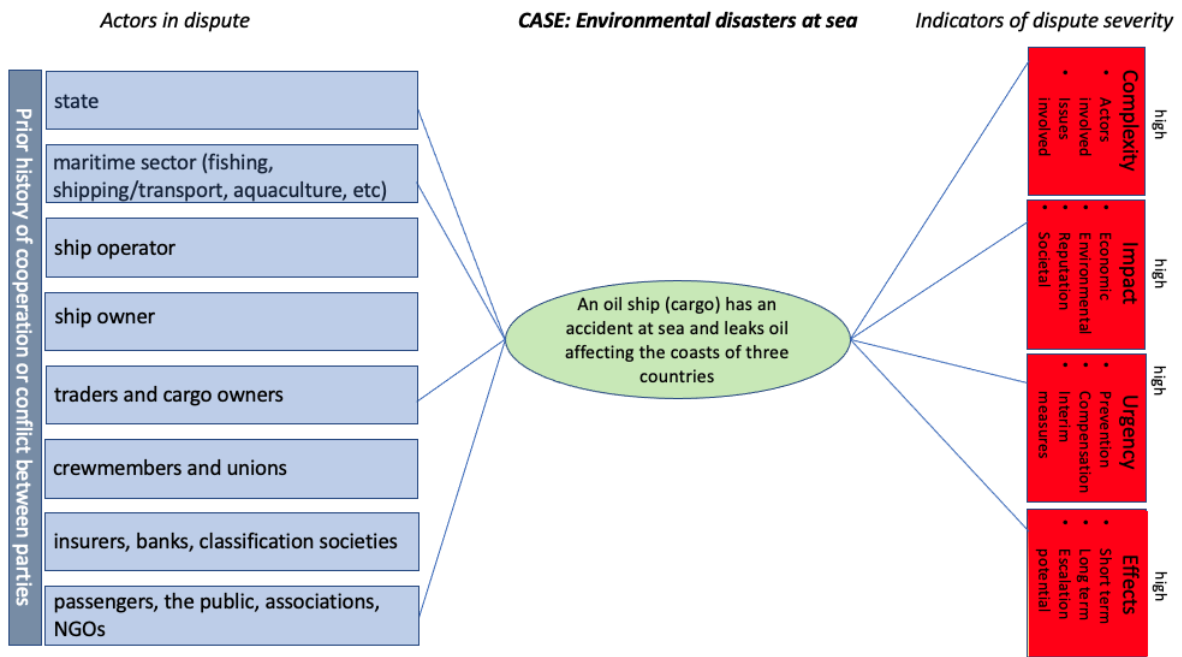 Actors in dispute
CASE: Environmental disasters at sea
Indicators of dispute severity
Prior history of cooperation or conflict between parties
state
maritime sector (fishing,
shipping/transport, aquaculture, etc)
ship operator
ship owner
traders and cargo owners
crewmembers and unions
insurers, banks, classification societies
passengers, the public, associations,
NGOs
An oil ship (cargo) has an
accident at sea and leaks oil
affecting the coasts of three
countries
Complexity
• Actors
involved
• Issues
involved
high
Impact
• Economic
• Environmental
• Reputation
• Societal
high
Urgency
• Prevention
• Compensation
• Interim
measures
high
Effects
• Short term
• Long term
• Escalation
potential
high